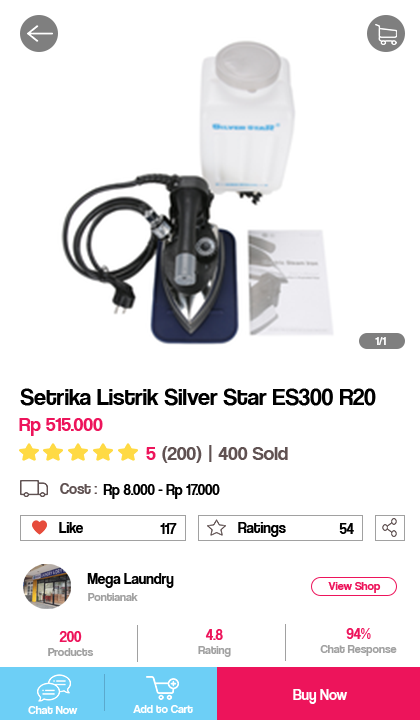 SILVER STAR
1/1
Setrika Listrik Silver Star ES300 R20
Rp 515.000
5 (200) | 400 Sold
Cost : Rp 8.000 - Rp 17.000
Like 117
Ratings 54
Mega Laundry
Pontianak
View Shop
200
Products
4.8
Rating
94%
Chat Response
Chat Now
Add to Cart
Buy Now